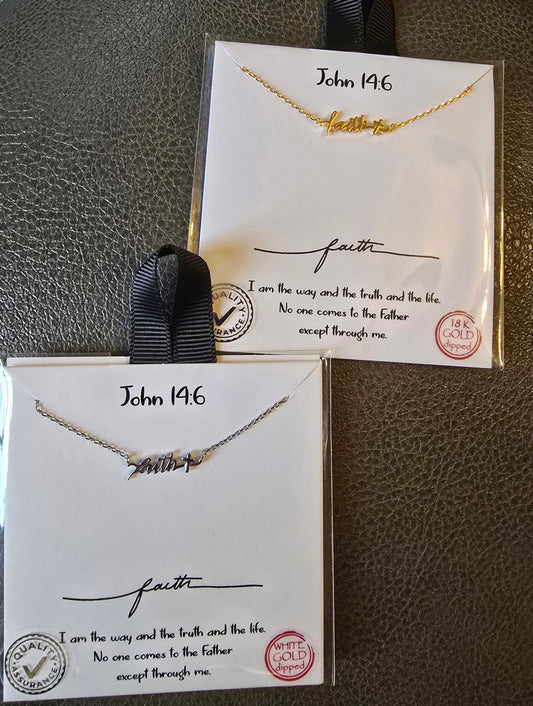 John 14:6
faith
faith
I am the way and the truth and the life.
No one comes to the Father
except through me.
QUALITY
ASSURANCE
18K
GOLD
dipped
John 14:6
faith
faith
I am the way and the truth and the life.
No one comes to the Father
except through me.
QUALITY
ASSURANCE
WHITE
GOLD
dipped